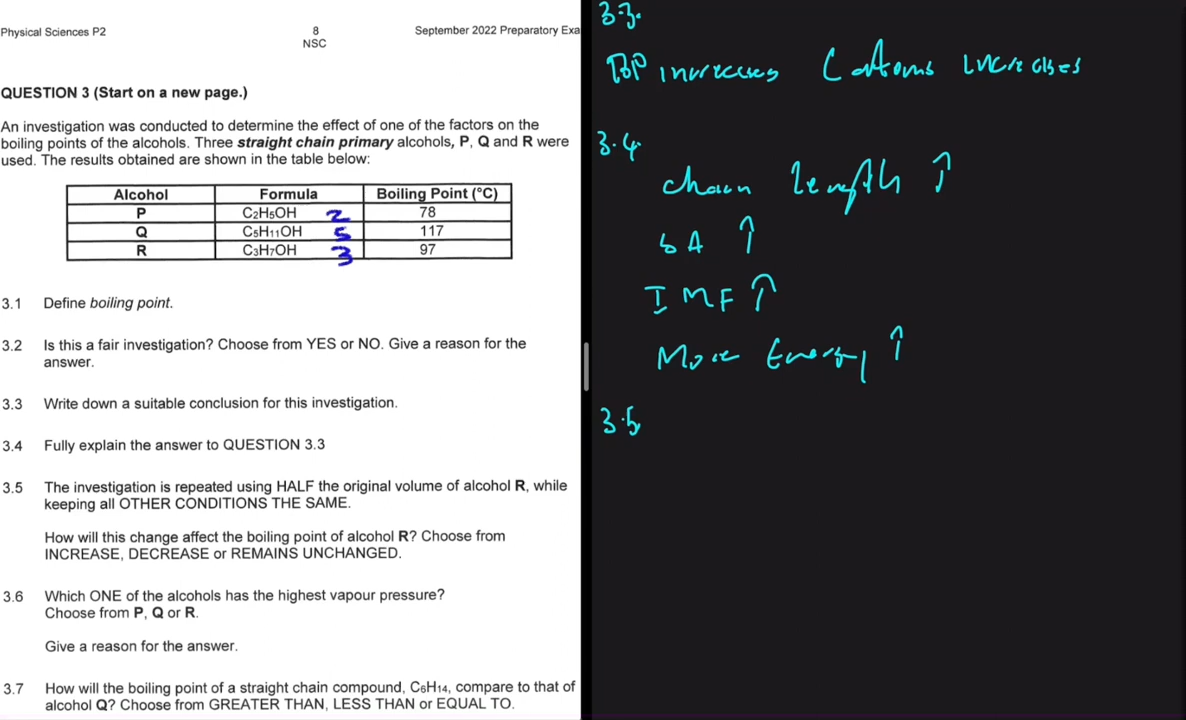 Physical Sciences P2 8 September 2022 Preparatory Exa
NSC
QUESTION 3 (Start on a new page.)
An investigation was conducted to determine the effect of one of the factors on the
boiling points of the alcohols. Three straight chain primary alcohols, P, Q and R were
used. The results obtained are shown in the table below:
Alcohol Formula Boiling Point (°C)
P C2H5OH 2 78
Q C5H11OH 5 117
R C3H7OH 3 97
3.1 Define boiling point.
3.2 Is this a fair investigation? Choose from YES or NO. Give a reason for the
answer.
3.3 Write down a suitable conclusion for this investigation.
3.4 Fully explain the answer to QUESTION 3.3
3.5 The investigation is repeated using HALF the original volume of alcohol R, while
keeping all OTHER CONDITIONS THE SAME.
How will this change affect the boiling point of alcohol R? Choose from
INCREASE, DECREASE or REMAINS UNCHANGED.
3.6 Which ONE of the alcohols has the highest vapour pressure?
Choose from P, Q or R.
Give a reason for the answer.
3.7 How will the boiling point of a straight chain compound, C6H14, compare to that of
alcohol Q? Choose from GREATER THAN, LESS THAN or EQUAL TO.
3.3.
BP increases C atoms increases
3.4.
Chain length ↑
SA ↑
IMF ↑
More Energy ↑
3.5